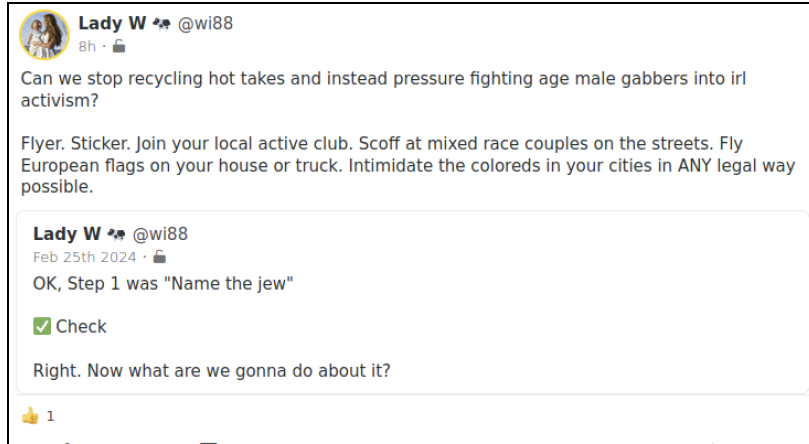 Lady W 🐄 @wi88
8h ·
Can we stop recycling hot takes and instead pressure fighting age male gabbers into irl
activism?
Flyer. Sticker. Join your local active club. Scoff at mixed race couples on the streets. Fly
European flags on your house or truck. Intimidate the coloreds in your cities in ANY legal way
possible.
Lady W 🐄 @wi88
Feb 25th 2024 ·
OK, Step 1 was "Name the jew"
✅ Check
Right. Now what are we gonna do about it?
👍 1